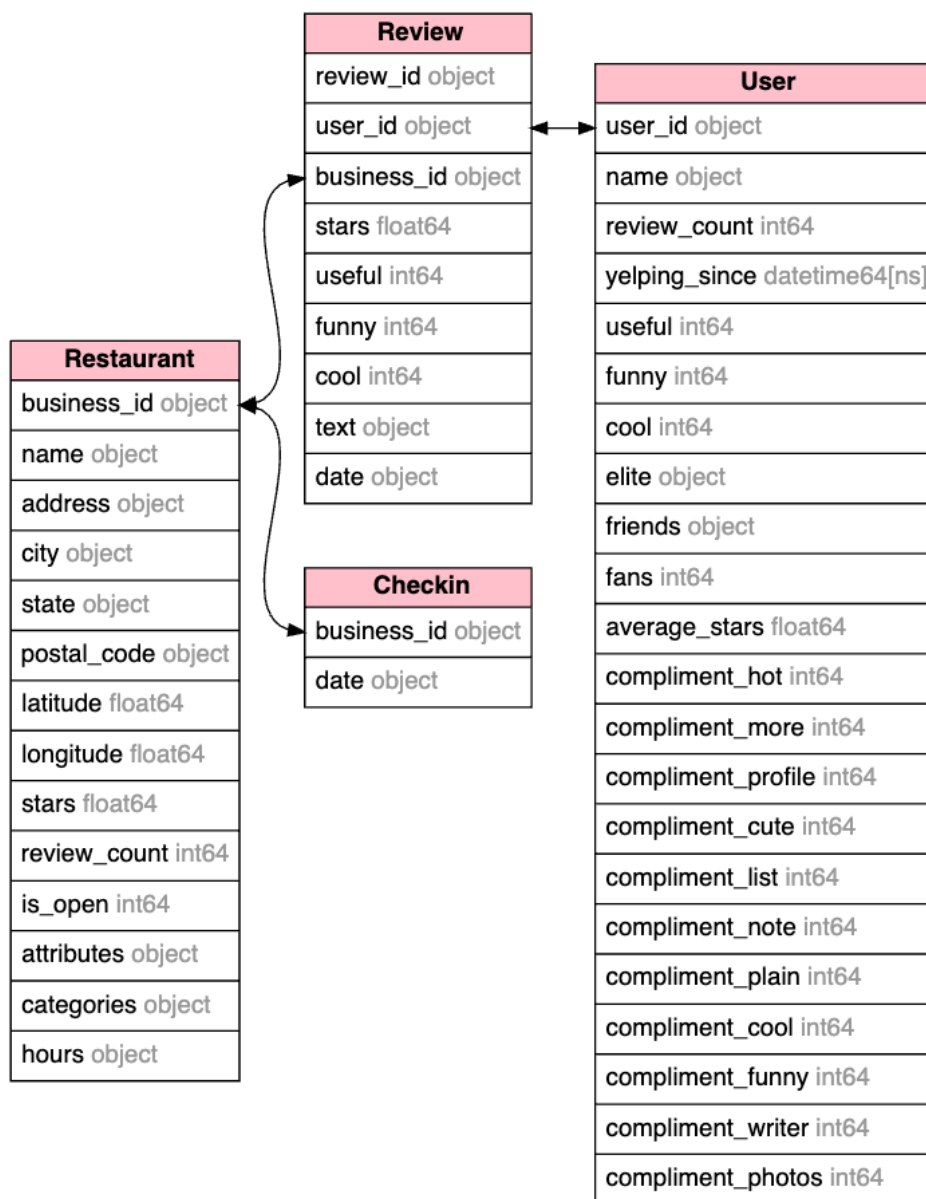 Review
review_id object
user_id object
business_id object
stars float64
useful int64
funny int64
cool int64
text object
date object
User
user_id object
name object
review_count int64
yelping_since datetime64[ns]
useful int64
funny int64
cool int64
elite object
friends object
fans int64
average_stars float64
compliment_hot int64
compliment_more int64
compliment_profile int64
compliment_cute int64
compliment_list int64
compliment_note int64
compliment_plain int64
compliment_cool int64
compliment_funny int64
compliment_writer int64
compliment_photos int64
Restaurant
business_id object
name object
address object
city object
state object
postal_code object
latitude float64
longitude float64
stars float64
review_count int64
is_open int64
attributes object
categories object
hours object
Checkin
business_id object
date object